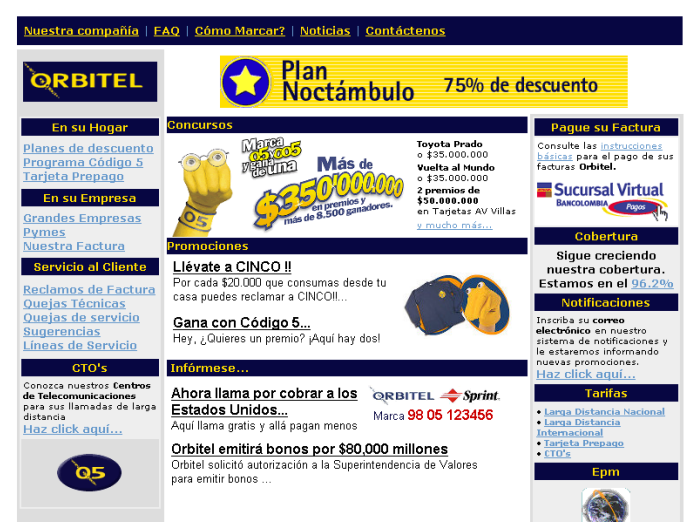 Nuestra compañía | FAQ | Cómo Marcar? | Noticias | Contáctenos
ORBITEL
Plan
Noctámbulo
75% de descuento
En su Hogar
Planes de descuento
Programa Código 5
Tarjeta Prepago
En su Empresa
Grandes Empresas
Pymes
Nuestra Factura
Servicio al Cliente
Reclamos de Factura
Quejas Técnicas
Quejas de servicio
Sugerencias
Líneas de Servicio
CTO's
Conozca nuestros Centros
de Telecomunicaciones
para sus llamadas de larga
distancia
Haz click aquí...
05
Concursos
Marca
05 y 005
y gana
de una
05
Más de
$350'000.000
en premios y
más de 8.500 ganadores.
Toyota Prado
o $35.000.000
Vuelta al Mundo
o $35.000.000
2 premios de
$50.000.000
en Tarjetas AV Villas
y mucho más...
Promociones
Llévate a CINCO !!
Por cada $20.000 que consumas desde tu
casa puedes reclamar a CINCO!!...
Gana con Código 5...
Hey, ¿Quieres un premio? ¡Aquí hay dos!
Infórmese...
Ahora llama por cobrar a los
Estados Unidos...
Aquí llama gratis y allá pagan menos
ORBITEL Sprint.
Marca 98 05 123456
Orbitel emitirá bonos por $80,000 millones
Orbitel solicitó autorización a la Superintendencia de Valores
para emitir bonos ...
Pague su Factura
Consulte las instrucciones
básicas para el pago de sus
facturas Orbitel.
Sucursal Virtual
BANCOLOMBIA Pagos
Cobertura
Sigue creciendo
nuestra cobertura.
Estamos en el 96.2%
Notificaciones
Inscriba su correo
electrónico en nuestro
sistema de notificaciones y
le estaremos informando
nuevas promociones.
Haz click aquí...
Tarifas
• Larga Distancia Nacional
• Larga Distancia
Internacional
• Tarjeta Prepago
• CTO's
Epm